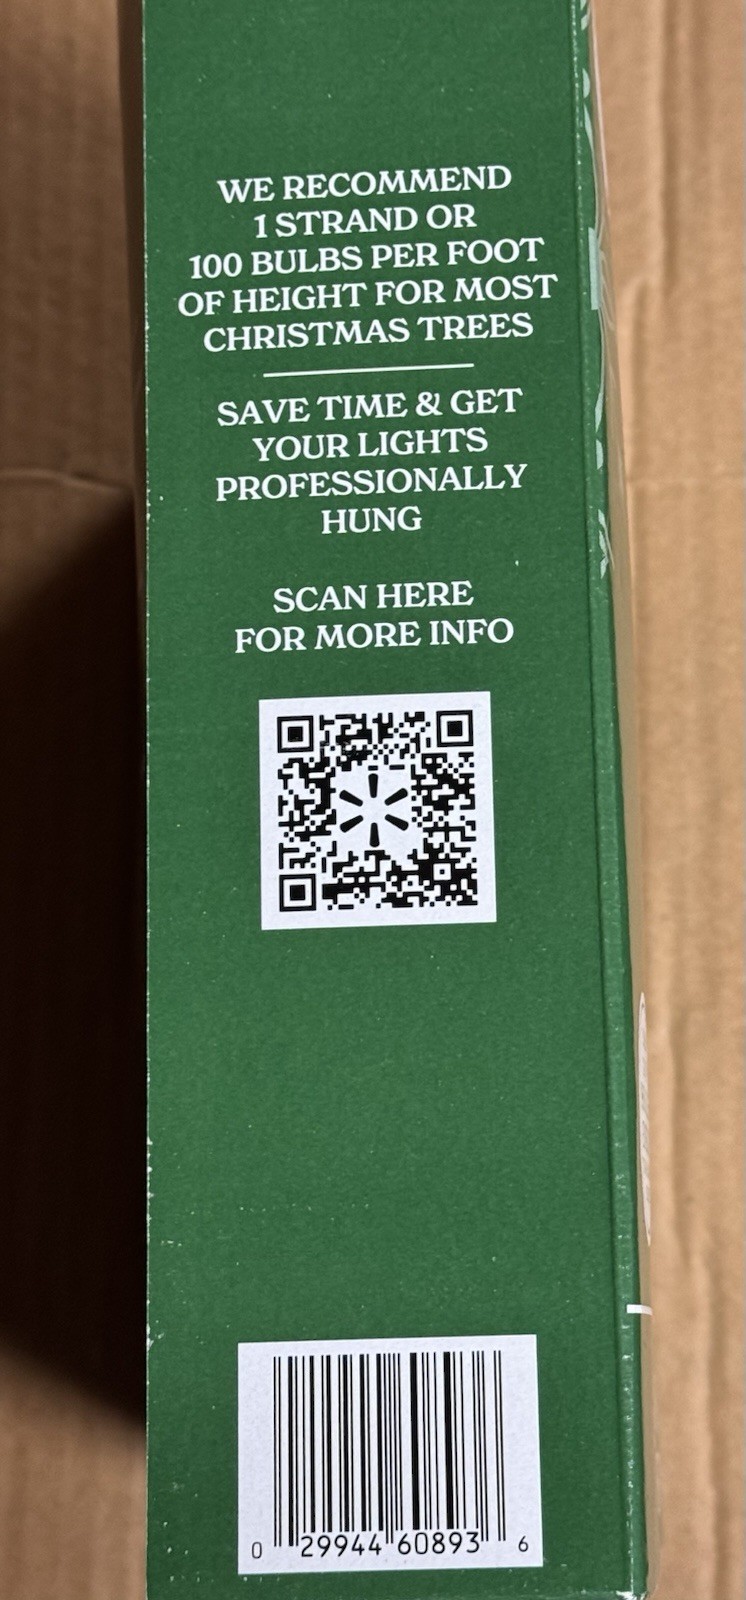 WE RECOMMEND
1 STRAND OR
100 BULBS PER FOOT
OF HEIGHT FOR MOST
CHRISTMAS TREES
SAVE TIME & GET
YOUR LIGHTS
PROFESSIONALLY
HUNG
SCAN HERE
FOR MORE INFO
0 29944 60893 6